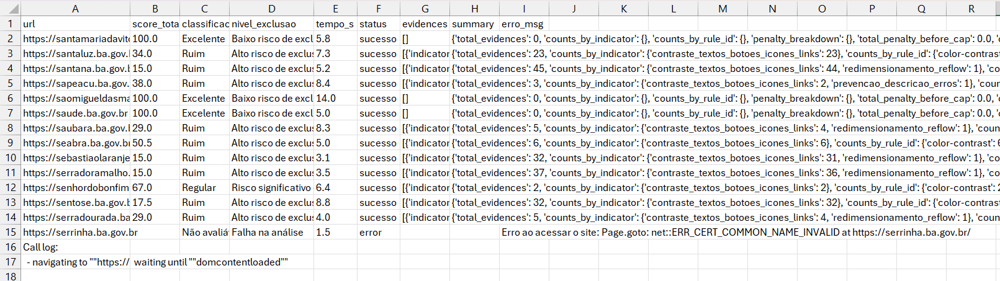 A B C D E F G H I J K L M N O P Q R
1 url score_tota classificac nivel_exclusao tempo_s status evidences summary erro_msg
2 https://santamariadavito 100.0 Excelente Baixo risco de excl 5.8 sucesso [] {'total_evidences': 0, 'counts_by_indicator': {}, 'counts_by_rule_id': {}, 'penalty_breakdown': {}, 'total_penalty_before_cap': 0.0, 'c
3 https://santaluz.ba.gov.l 34.0 Ruim Alto risco de exclus 7.3 sucesso [{'indicator {'total_evidences': 23, 'counts_by_indicator': {'contraste_textos_botoes_icones_links': 23}, 'counts_by_rule_id': {'color-contrast
4 https://santana.ba.gov.b 15.0 Ruim Alto risco de exclus 5.2 sucesso [{'indicator {'total_evidences': 45, 'counts_by_indicator': {'contraste_textos_botoes_icones_links': 44, 'redimensionamento_reflow': 1}, 'co
5 https://sapeacu.ba.gov. 38.0 Ruim Alto risco de exclus 8.4 sucesso [{'indicator {'total_evidences': 3, 'counts_by_indicator': {'contraste_textos_botoes_icones_links': 2, 'prevencao_descricao_erros': 1}, 'coun
6 https://saomigueldasma 100.0 Excelente Baixo risco de excl 14.0 sucesso [] {'total_evidences': 0, 'counts_by_indicator': {}, 'counts_by_rule_id': {}, 'penalty_breakdown': {}, 'total_penalty_before_cap': 0.0, 'c
7 https://saude.ba.gov.br 100.0 Excelente Baixo risco de excl 5.0 sucesso [] {'total_evidences': 0, 'counts_by_indicator': {}, 'counts_by_rule_id': {}, 'penalty_breakdown': {}, 'total_penalty_before_cap': 0.0, 'c
8 https://saubara.ba.gov.l 29.0 Ruim Alto risco de exclus 8.3 sucesso [{'indicator {'total_evidences': 5, 'counts_by_indicator': {'contraste_textos_botoes_icones_links': 4, 'redimensionamento_reflow': 1}, 'coun
9 https://seabra.ba.gov.br 50.5 Ruim Alto risco de exclus 5.0 sucesso [{'indicator {'total_evidences': 6, 'counts_by_indicator': {'contraste_textos_botoes_icones_links': 6}, 'counts_by_rule_id': {'color-contrast': 6
10 https://sebastiaolaranje 15.0 Ruim Alto risco de exclus 3.1 sucesso [{'indicator {'total_evidences': 32, 'counts_by_indicator': {'contraste_textos_botoes_icones_links': 31, 'redimensionamento_reflow': 1}, 'co
11 https://serradoramalho. 15.0 Ruim Alto risco de exclus 3.5 sucesso [{'indicator {'total_evidences': 37, 'counts_by_indicator': {'contraste_textos_botoes_icones_links': 36, 'redimensionamento_reflow': 1}, 'co
12 https://senhordobonfim 67.0 Regular Risco significativo 6.4 sucesso [{'indicator {'total_evidences': 2, 'counts_by_indicator': {'contraste_textos_botoes_icones_links': 2}, 'counts_by_rule_id': {'color-contrast': 2
13 https://sentose.ba.gov.b 17.5 Ruim Alto risco de exclus 8.8 sucesso [{'indicator {'total_evidences': 32, 'counts_by_indicator': {'contraste_textos_botoes_icones_links': 32}, 'counts_by_rule_id': {'color-contrast
14 https://serradourada.ba 29.0 Ruim Alto risco de exclus 4.0 sucesso [{'indicator {'total_evidences': 5, 'counts_by_indicator': {'contraste_textos_botoes_icones_links': 4, 'redimensionamento_reflow': 1}, 'coun
15 https://serrinha.ba.gov.br Não avaliá Falha na análise 1.5 error Erro ao acessar o site: Page.goto: net::ERR_CERT_COMMON_NAME_INVALID at https://serrinha.ba.gov.br/
16 Call log:
17 - navigating to ""https:// waiting until ""domcontentloaded""
18